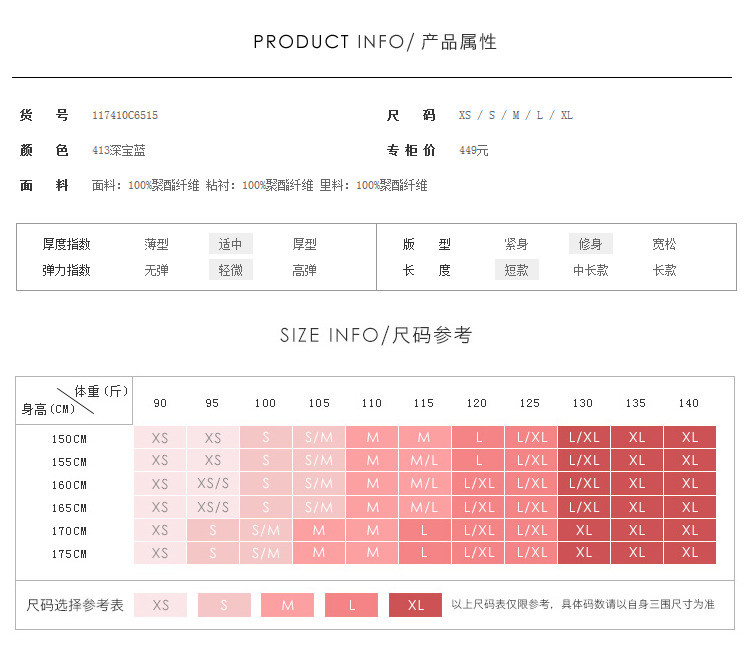 PRODUCT INFO/ 产品属性
货 号 117410C6515 尺 码 XS / S / M / L / XL
颜 色 413深宝蓝 专 柜 价 449元
面 料 面料: 100%聚酯纤维 粘衬: 100%聚酯纤维 里料: 100%聚酯纤维
厚度指数 薄型 适中 厚型 版 型 紧身 修身 宽松
弹力指数 无弹 轻微 高弹 长 度 短款 中长款 长款
SIZE INFO/尺码参考
体重(斤) 身高(CM) 90 95 100 105 110 115 120 125 130 135 140
150CM XS XS S S/M M M L L/XL L/XL XL XL
155CM XS XS S S/M M M/L L L/XL L/XL XL XL
160CM XS XS/S S S/M M M/L L/XL L/XL L/XL XL XL
165CM XS XS/S S S/M M M/L L/XL L/XL L/XL XL XL
170CM XS S S/M M M L L/XL L/XL XL XL XL
175CM XS S S/M M M L L/XL L/XL XL XL XL
尺码选择参考表 XS S M L XL 以上尺码表仅限参考，具体码数请以自身三围尺寸为准